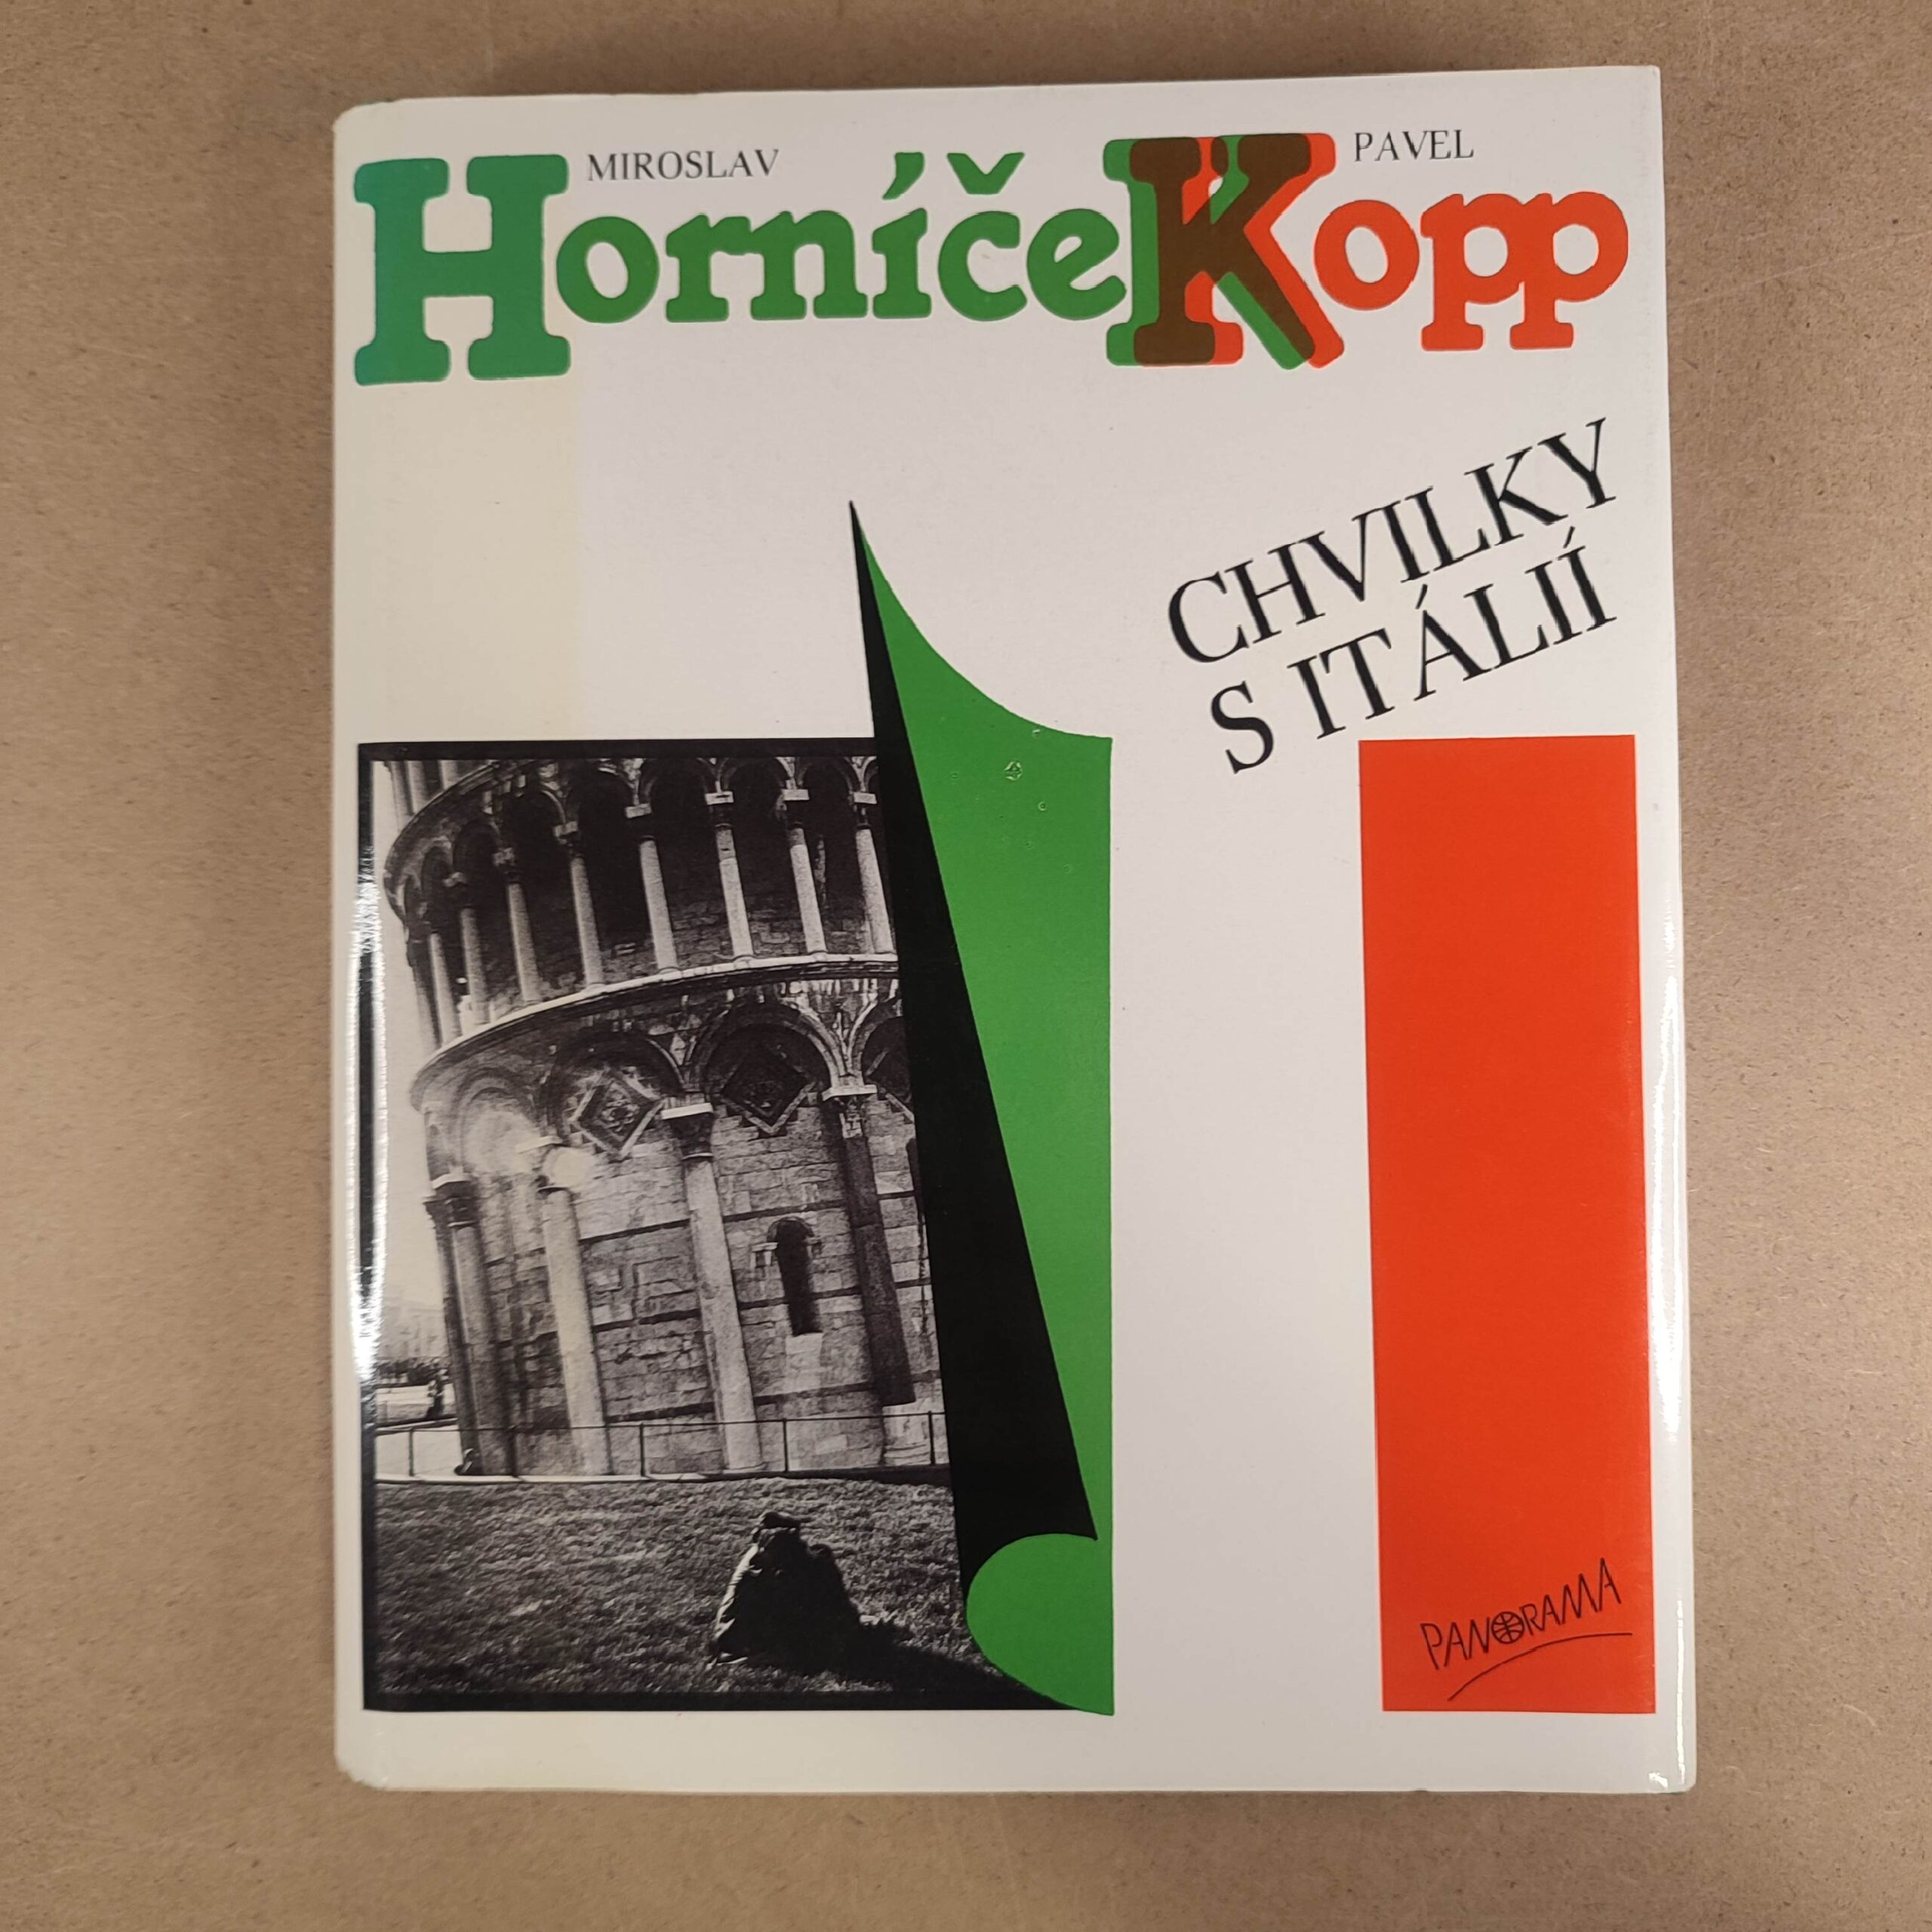 MIROSLAV
PAVEL
HorníčeKopp
CHVILKY
S ITÁLIÍ
PANORAMA